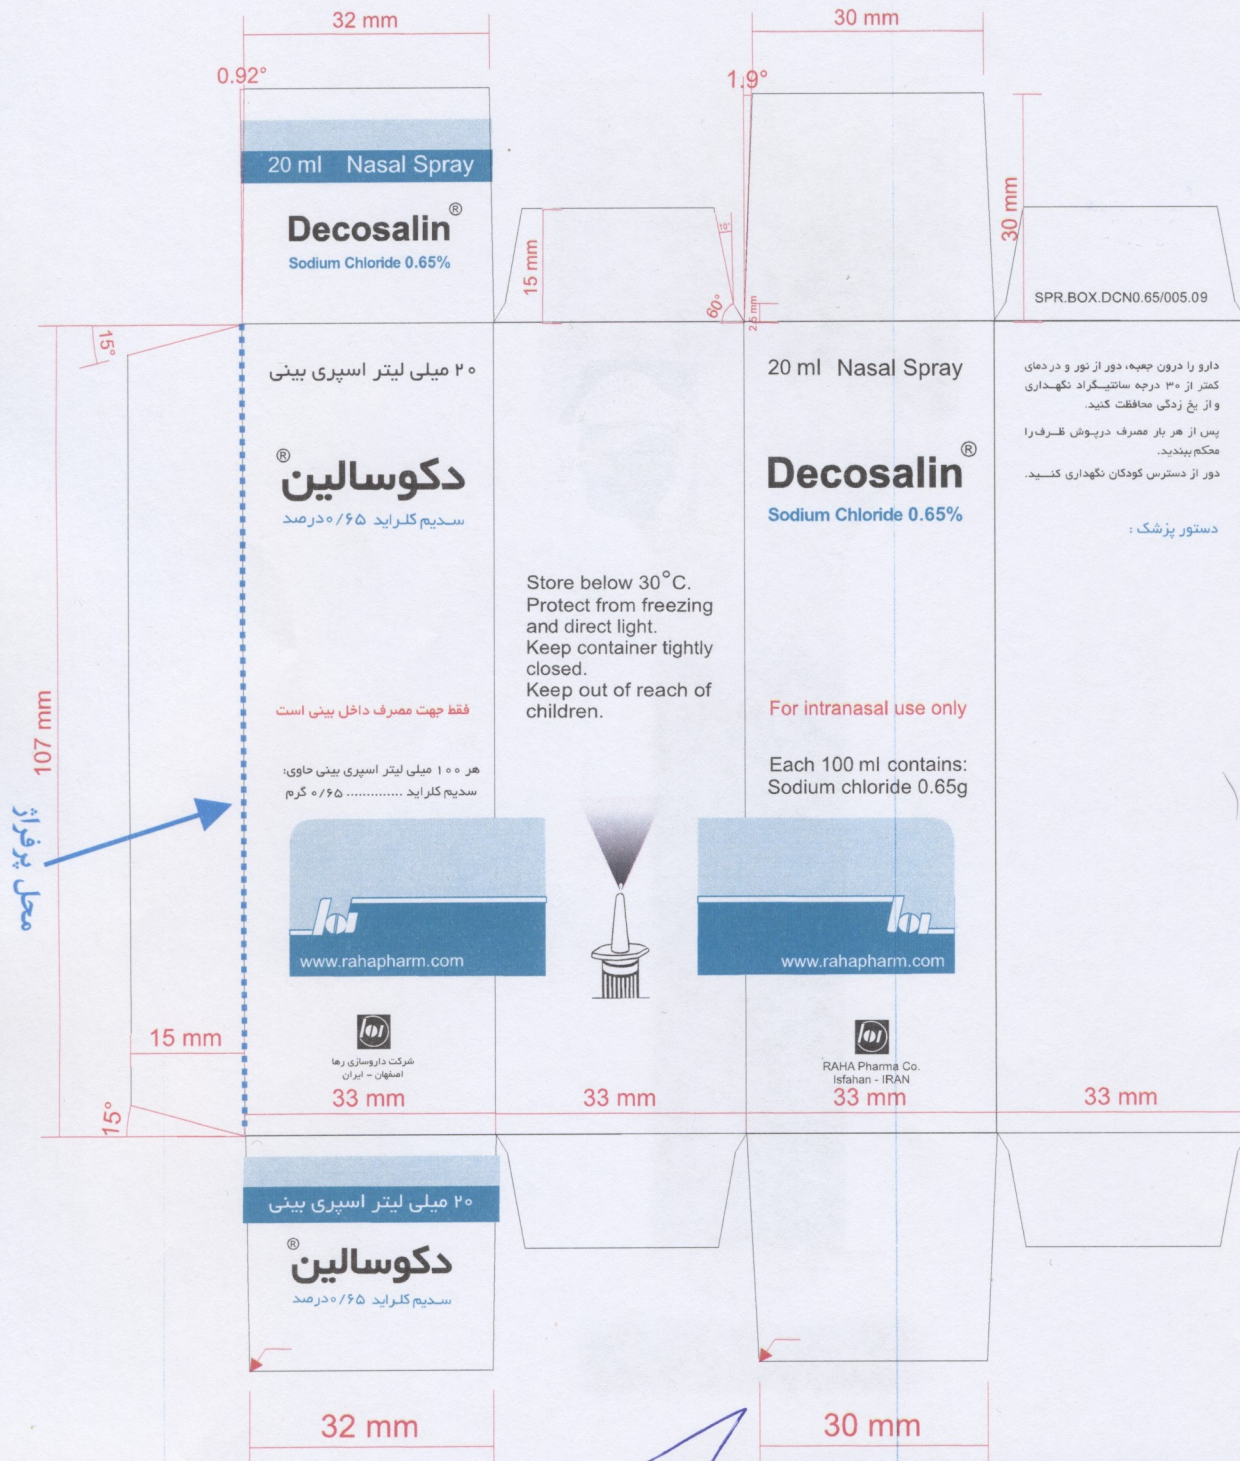 32 mm
30 mm
0.92°
1.9°
20 ml Nasal Spray
Decosalin®
Sodium Chloride 0.65%
15 mm
10°
60°
2.5 mm
30 mm
SPR.BOX.DCN0.65/005.09
15°
۲۰ میلی لیتر اسپری بینی
دکوسالین®
سدیم کلراید ۰/۶۵درصد
فقط جهت مصرف داخل بینی است
هر ۱۰۰ میلی لیتر اسپری بینی حاوی:
سدیم کلراید .............. ۰/۶۵ گرم
www.rahapharm.com
شرکت داروسازی رها
اصفهان - ایران
33 mm
Store below 30°C.
Protect from freezing
and direct light.
Keep container tightly
closed.
Keep out of reach of
children.
33 mm
20 ml Nasal Spray
Decosalin®
Sodium Chloride 0.65%
For intranasal use only
Each 100 ml contains:
Sodium chloride 0.65g
www.rahapharm.com
RAHA Pharma Co.
Isfahan - IRAN
33 mm
دارو را درون جعبه، دور از نور و در دمای
کمتر از ۳۰ درجه سانتیگراد نگهداری
و از یخ زدگی محافظت کنید.
پس از هر بار مصرف درپوش ظرف را
محکم ببندید.
دور از دسترس کودکان نگهداری کنید.
دستور پزشک :
33 mm
107 mm
محل پرفراژ
15 mm
15°
۲۰ میلی لیتر اسپری بینی
دکوسالین®
سدیم کلراید ۰/۶۵درصد
32 mm
30 mm